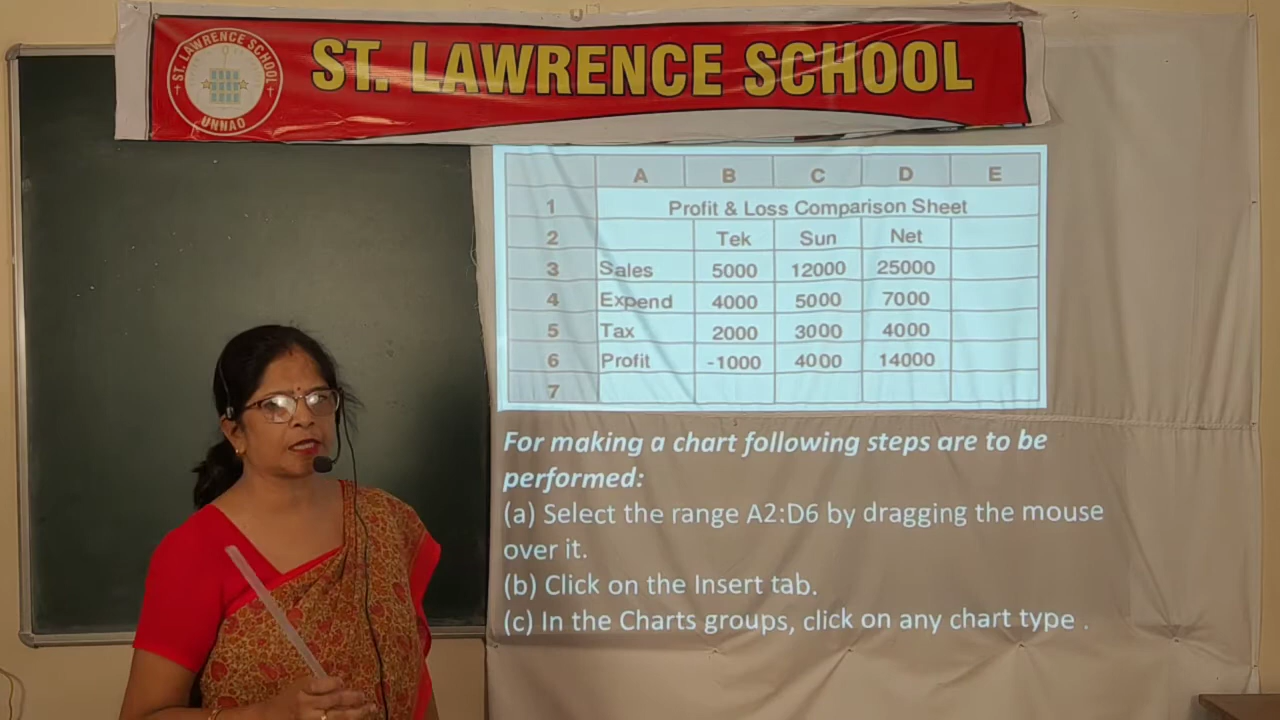 ST. LAWRENCE SCHOOL
UNNAO
ST. LAWRENCE SCHOOL
A B C D E
1 Profit & Loss Comparison Sheet
2 Tek Sun Net
3 Sales 5000 12000 25000
4 Expend 4000 5000 7000
5 Tax 2000 3000 4000
6 Profit -1000 4000 14000
7
For making a chart following steps are to be
performed:
(a) Select the range A2:D6 by dragging the mouse
over it.
(b) Click on the Insert tab.
(c) In the Charts groups, click on any chart type .